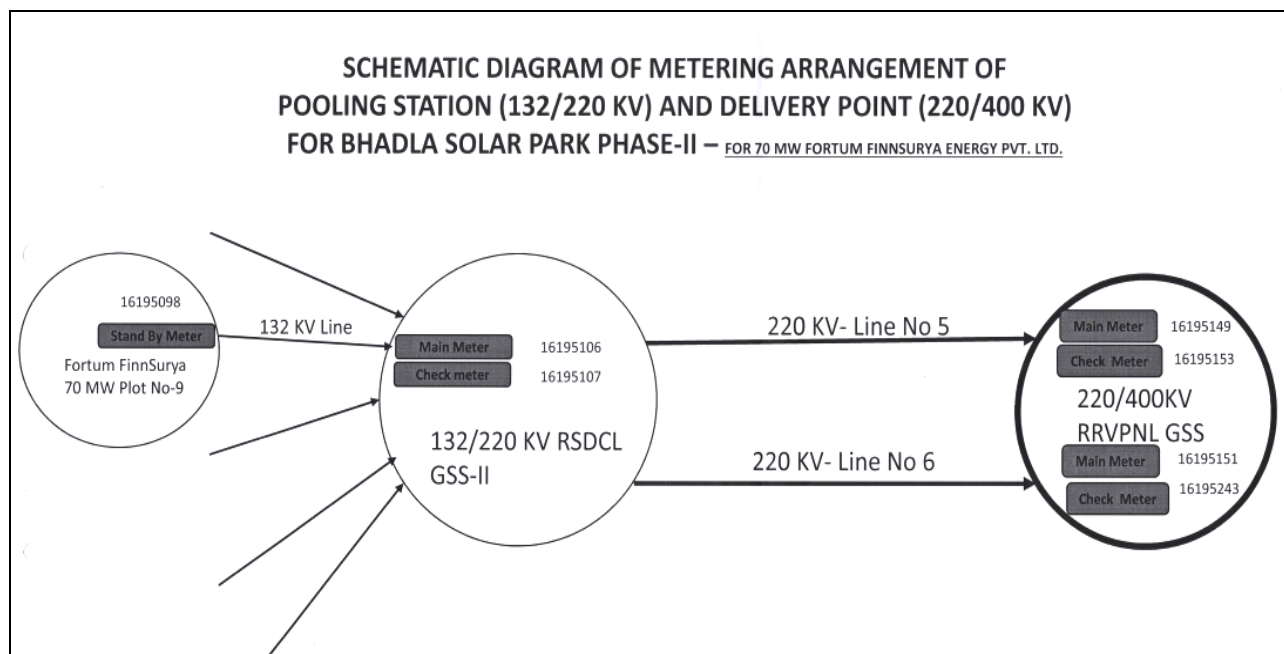 SCHEMATIC DIAGRAM OF METERING ARRANGEMENT OF
POOLING STATION (132/220 KV) AND DELIVERY POINT (220/400 KV)
FOR BHADLA SOLAR PARK PHASE-II – FOR 70 MW FORTUM FINNSURYA ENERGY PVT. LTD.
16195098
Stand By Meter
Fortum FinnSurya
70 MW Plot No-9
132 KV Line
Main Meter 16195106
Check meter 16195107
132/220 KV RSDCL
GSS-II
220 KV- Line No 5
220 KV- Line No 6
Main Meter 16195149
Check Meter 16195153
220/400KV
RRVPNL GSS
Main Meter 16195151
Check Meter 16195243